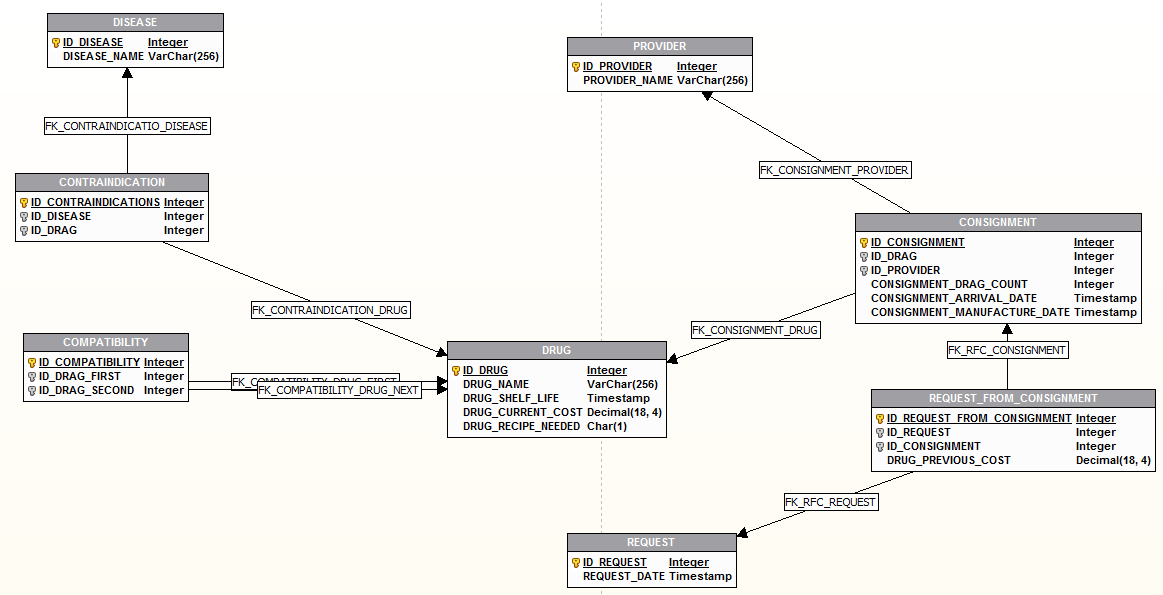 DISEASE
ID_DISEASE Integer
DISEASE_NAME VarChar(256)
PROVIDER
ID_PROVIDER Integer
PROVIDER_NAME VarChar(256)
FK_CONTRAINDICATIO_DISEASE
FK_CONSIGNMENT_PROVIDER
CONTRAINDICATION
ID_CONTRAINDICATIONS Integer
ID_DISEASE Integer
ID_DRAG Integer
CONSIGNMENT
ID_CONSIGNMENT Integer
ID_DRAG Integer
ID_PROVIDER Integer
CONSIGNMENT_DRAG_COUNT Integer
CONSIGNMENT_ARRIVAL_DATE Timestamp
CONSIGNMENT_MANUFACTURE_DATE Timestamp
FK_CONTRAINDICATION_DRUG
FK_CONSIGNMENT_DRUG
FK_RFC_CONSIGNMENT
COMPATIBILITY
ID_COMPATIBILITY Integer
ID_DRAG_FIRST Integer
ID_DRAG_SECOND Integer
FK_COMPATIBILITY_DRUG_FIRST
FK_COMPATIBILITY_DRUG_NEXT
DRUG
ID_DRUG Integer
DRUG_NAME VarChar(256)
DRUG_SHELF_LIFE Timestamp
DRUG_CURRENT_COST Decimal(18, 4)
DRUG_RECIPE_NEEDED Char(1)
REQUEST_FROM_CONSIGNMENT
ID_REQUEST_FROM_CONSIGNMENT Integer
ID_REQUEST Integer
ID_CONSIGNMENT Integer
DRUG_PREVIOUS_COST Decimal(18, 4)
FK_RFC_REQUEST
REQUEST
ID_REQUEST Integer
REQUEST_DATE Timestamp